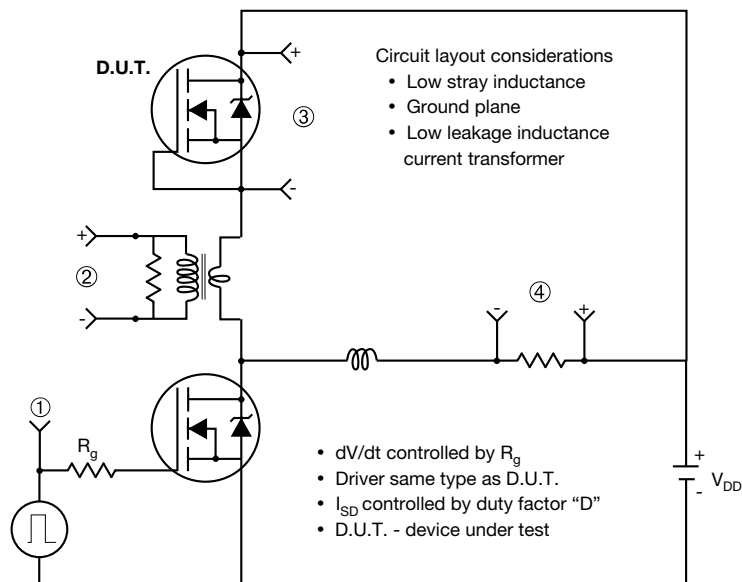 D.U.T.
+
Circuit layout considerations
• Low stray inductance
• Ground plane
• Low leakage inductance
current transformer
③
-
+
②
-
④
-
+
①
Rg
• dV/dt controlled by Rg
• Driver same type as D.U.T.
• ISD controlled by duty factor “D”
• D.U.T. - device under test
+
VDD
-